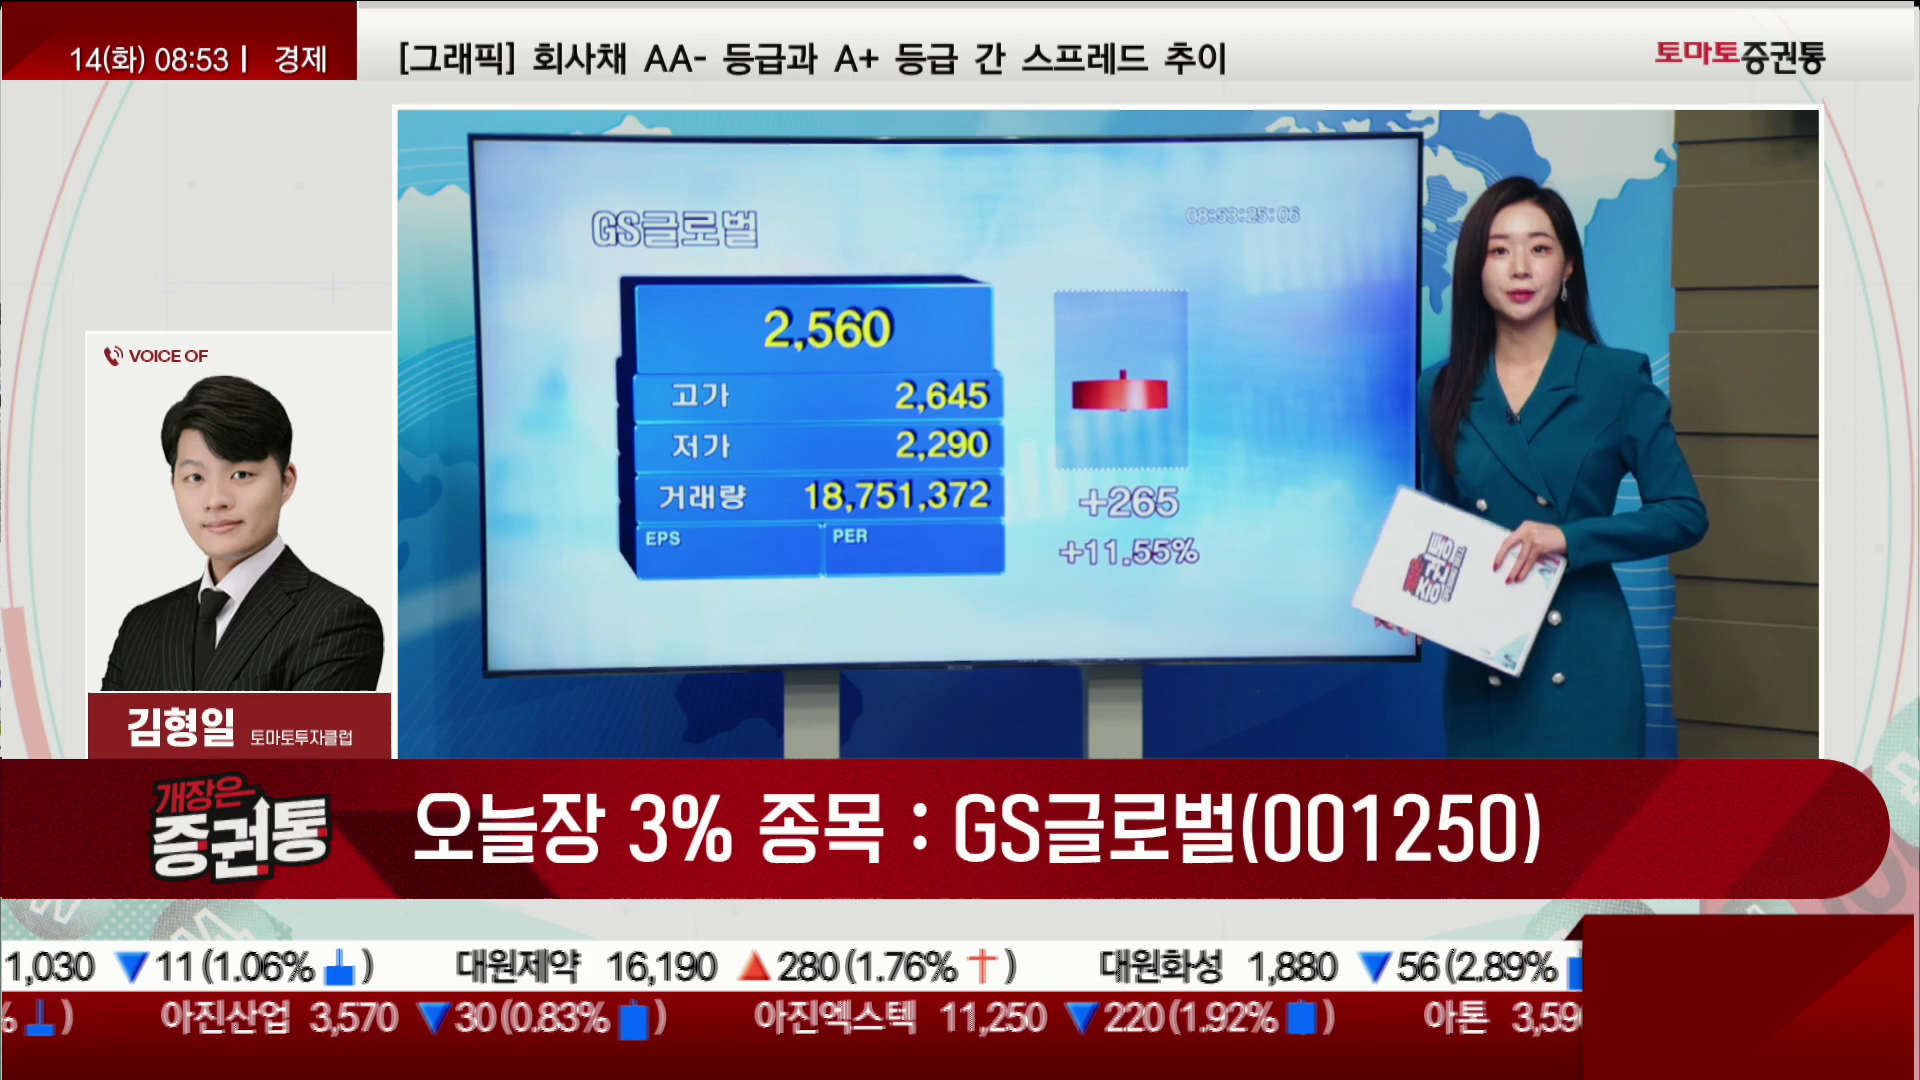 14(화) 08:53 | 경제
[그래픽] 회사채 AA- 등급과 A+ 등급 간 스프레드 추이
토마토증권통
GS글로벌
08:53:25:06
2,560
고가 2,645
저가 2,290
거래량 18,751,372
EPS PER
+265
+11.55%
VOICE OF
김형일 토마토투자클럽
개장은
증권통
오늘장 3% 종목 : GS글로벌(001250)
1,030 ▼11(1.06% ) 대원제약 16,190 ▲280(1.76% ) 대원화성 1,880 ▼56(2.89%
% ) 아진산업 3,570 ▼30(0.83% ) 아진엑스텍 11,250 ▼220(1.92% ) 아톤 3,590